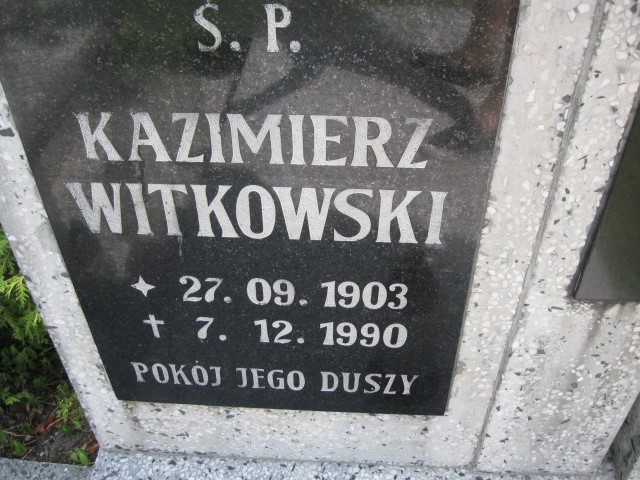 Ś. P.
KAZIMIERZ
WITKOWSKI
✦ 27. 09. 1903
✝ 7. 12. 1990
POKÓJ JEGO DUSZY